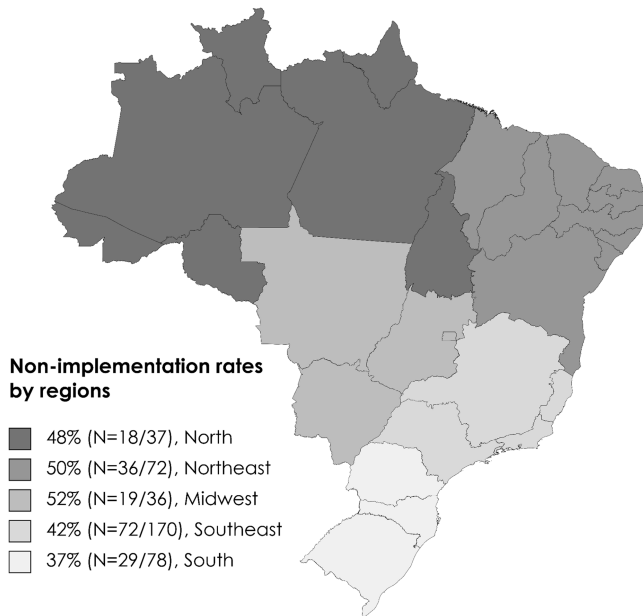 Non-implementation rates
by regions
48% (N=18/37), North
50% (N=36/72), Northeast
52% (N=19/36), Midwest
42% (N=72/170), Southeast
37% (N=29/78), South